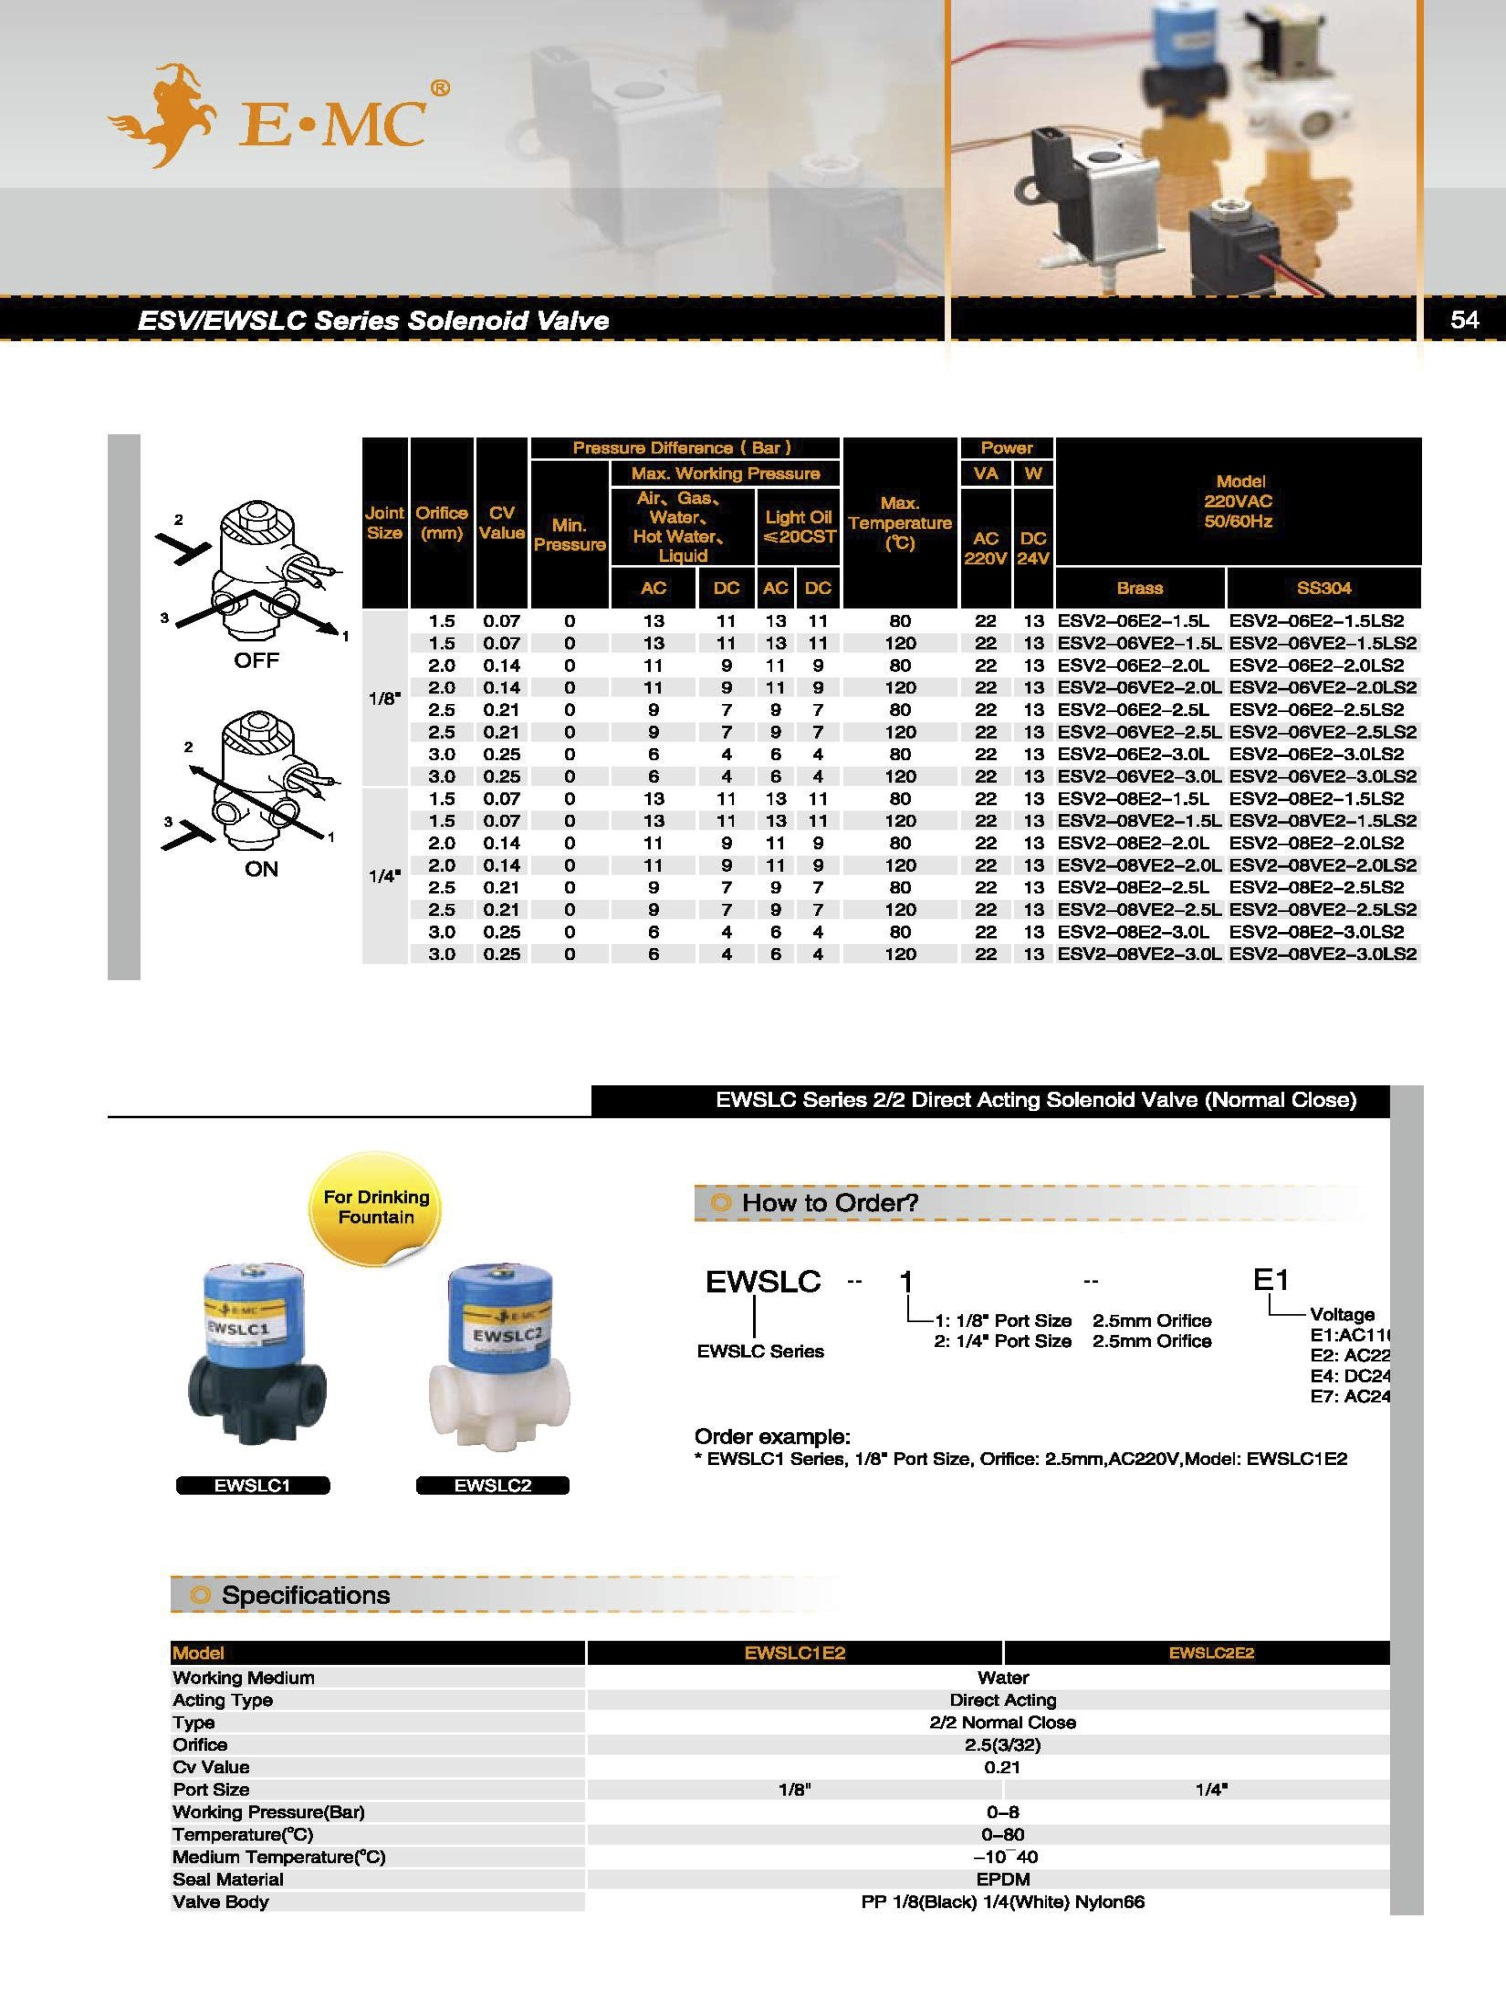 E•MC®
ESV/EWSLC Series Solenoid Valve
54
2
3
1
OFF
2
3
1
ON
Joint Size Orifice (mm) CV Value Pressure Difference ( Bar ) Max. Temperature (℃) Power Model 220VAC 50/60Hz
Min. Pressure Max. Working Pressure VA W
Air、Gas、Water、Hot Water、Liquid Light Oil ≤20CST AC 220V DC 24V
AC DC AC DC Brass SS304
1/8"
1.5 0.07 0 13 11 13 11 80 22 13 ESV2-06E2-1.5L ESV2-06E2-1.5LS2
1.5 0.07 0 13 11 13 11 120 22 13 ESV2-06VE2-1.5L ESV2-06VE2-1.5LS2
2.0 0.14 0 11 9 11 9 80 22 13 ESV2-06E2-2.0L ESV2-06E2-2.0LS2
2.0 0.14 0 11 9 11 9 120 22 13 ESV2-06VE2-2.0L ESV2-06VE2-2.0LS2
2.5 0.21 0 9 7 9 7 80 22 13 ESV2-06E2-2.5L ESV2-06E2-2.5LS2
2.5 0.21 0 9 7 9 7 120 22 13 ESV2-06VE2-2.5L ESV2-06VE2-2.5LS2
3.0 0.25 0 6 4 6 4 80 22 13 ESV2-06E2-3.0L ESV2-06E2-3.0LS2
3.0 0.25 0 6 4 6 4 120 22 13 ESV2-06VE2-3.0L ESV2-06VE2-3.0LS2
1/4"
1.5 0.07 0 13 11 13 11 80 22 13 ESV2-08E2-1.5L ESV2-08E2-1.5LS2
1.5 0.07 0 13 11 13 11 120 22 13 ESV2-08VE2-1.5L ESV2-08VE2-1.5LS2
2.0 0.14 0 11 9 11 9 80 22 13 ESV2-08E2-2.0L ESV2-08E2-2.0LS2
2.0 0.14 0 11 9 11 9 120 22 13 ESV2-08VE2-2.0L ESV2-08VE2-2.0LS2
2.5 0.21 0 9 7 9 7 80 22 13 ESV2-08E2-2.5L ESV2-08E2-2.5LS2
2.5 0.21 0 9 7 9 7 120 22 13 ESV2-08VE2-2.5L ESV2-08VE2-2.5LS2
3.0 0.25 0 6 4 6 4 80 22 13 ESV2-08E2-3.0L ESV2-08E2-3.0LS2
3.0 0.25 0 6 4 6 4 120 22 13 ESV2-08VE2-3.0L ESV2-08VE2-3.0LS2
EWSLC Series 2/2 Direct Acting Solenoid Valve (Normal Close)
For Drinking
Fountain
E·MC
EWSLC1
E·MC
EWSLC2
EWSLC1
EWSLC2
How to Order?
EWSLC -- 1 -- E1
EWSLC Series
1: 1/8" Port Size 2.5mm Orifice
2: 1/4" Port Size 2.5mm Orifice
Voltage
E1:AC11
E2: AC22
E4: DC24
E7: AC24
Order example:
* EWSLC1 Series, 1/8" Port Size, Orifice: 2.5mm,AC220V,Model: EWSLC1E2
Specifications
Model EWSLC1E2 EWSLC2E2
Working Medium Water
Acting Type Direct Acting
Type 2/2 Normal Close
Orifice 2.5(3/32)
Cv Value 0.21
Port Size 1/8" 1/4"
Working Pressure(Bar) 0-8
Temperature(℃) 0-80
Medium Temperature(℃) -10¯40
Seal Material EPDM
Valve Body PP 1/8(Black) 1/4(White) Nylon66